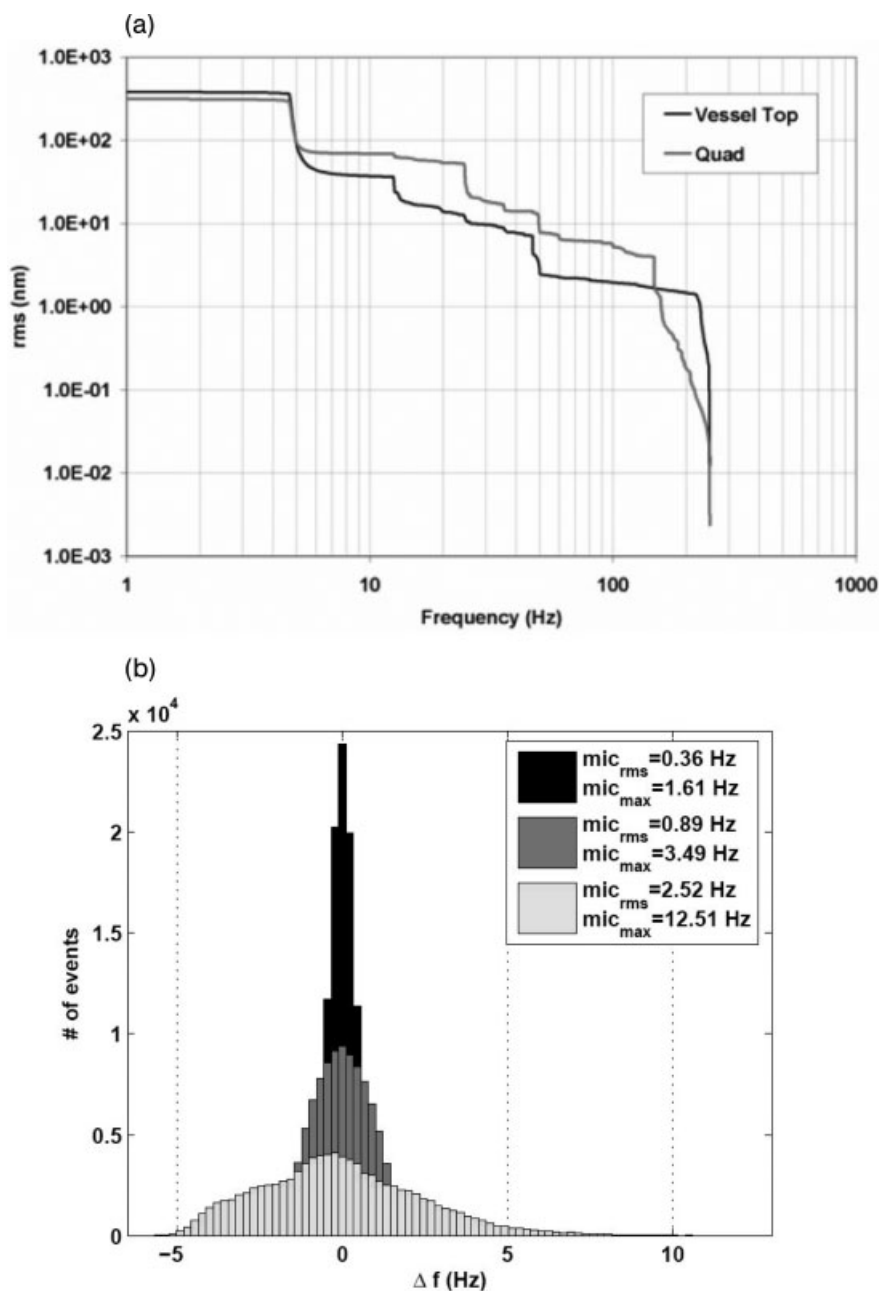 (a)
1.0E+03
1.0E+02
1.0E+01
1.0E+00
1.0E-01
1.0E-02
1.0E-03
rms (nm)
Vessel Top
Quad
1 10 100 1000
Frequency (Hz)
(b)
x 10^4
2.5
2
1.5
1
0.5
0
# of events
mic_rms=0.36 Hz
mic_max=1.61 Hz
mic_rms=0.89 Hz
mic_max=3.49 Hz
mic_rms=2.52 Hz
mic_max=12.51 Hz
−5 0 5 10
Δ f (Hz)